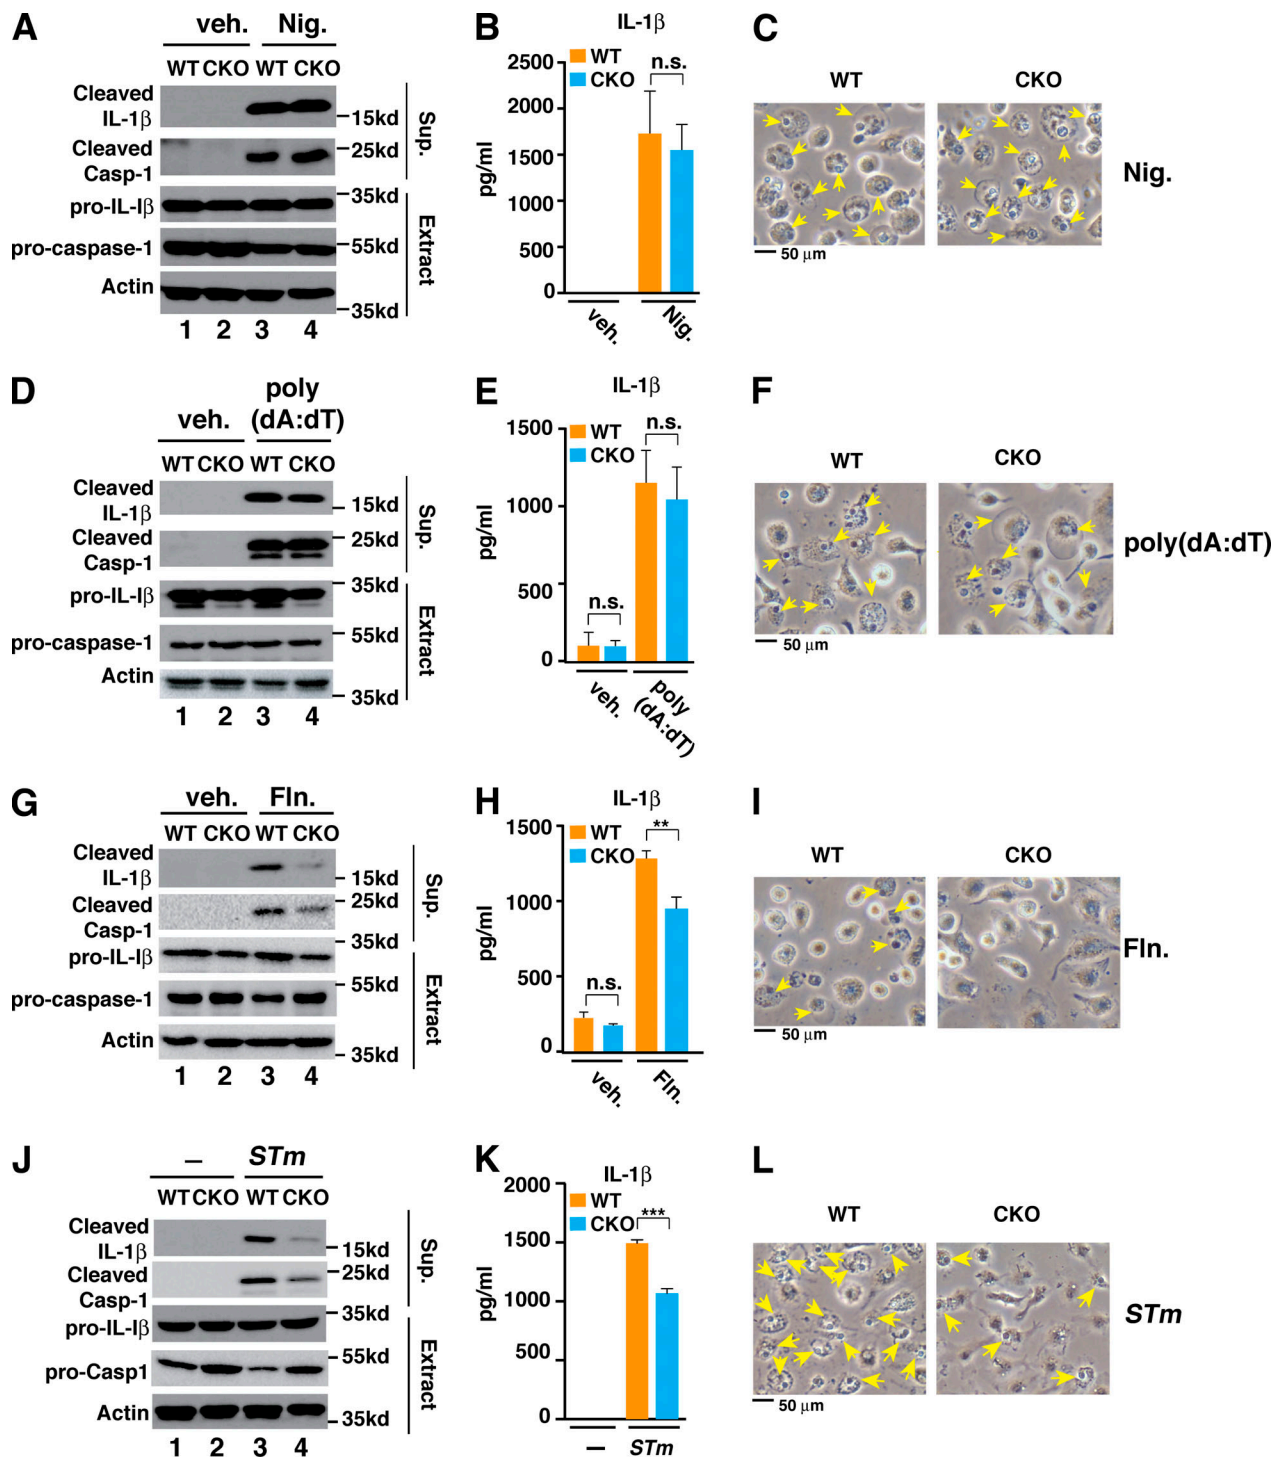 A
veh. Nig.
WT CKO WT CKO
Cleaved
IL-1β
15kd
Cleaved
Casp-1
25kd
Sup.
pro-IL-Iβ
35kd
pro-caspase-1
55kd
Actin
35kd
Extract
1 2 3 4
B
IL-1β
WT
CKO
n.s.
pg/ml
2500
2000
1500
1000
500
0
veh.
Nig.
C
WT CKO
Nig.
50 μm
D
veh. poly
(dA:dT)
WT CKO WT CKO
Cleaved
IL-1β
15kd
Cleaved
Casp-1
25kd
Sup.
pro-IL-Iβ
35kd
pro-caspase-1
55kd
Actin
35kd
Extract
1 2 3 4
E
IL-1β
WT
CKO
n.s.
n.s.
pg/ml
1500
1000
500
0
veh.
poly
(dA:dT)
F
WT CKO
poly(dA:dT)
50 μm
G
veh. Fln.
WT CKO WT CKO
Cleaved
IL-1β
15kd
Cleaved
Casp-1
25kd
Sup.
pro-IL-Iβ
35kd
pro-caspase-1
55kd
Actin
35kd
Extract
1 2 3 4
H
IL-1β
WT
CKO
**
n.s.
pg/ml
1500
1000
500
0
veh.
Fln.
I
WT CKO
Fln.
50 μm
J
– STm
WT CKO WT CKO
Cleaved
IL-1β
15kd
Cleaved
Casp-1
25kd
Sup.
pro-IL-Iβ
35kd
pro-Casp1
55kd
Actin
35kd
Extract
1 2 3 4
K
IL-1β
WT
CKO
***
pg/ml
2000
1500
1000
500
0
– STm
L
WT CKO
STm
50 μm